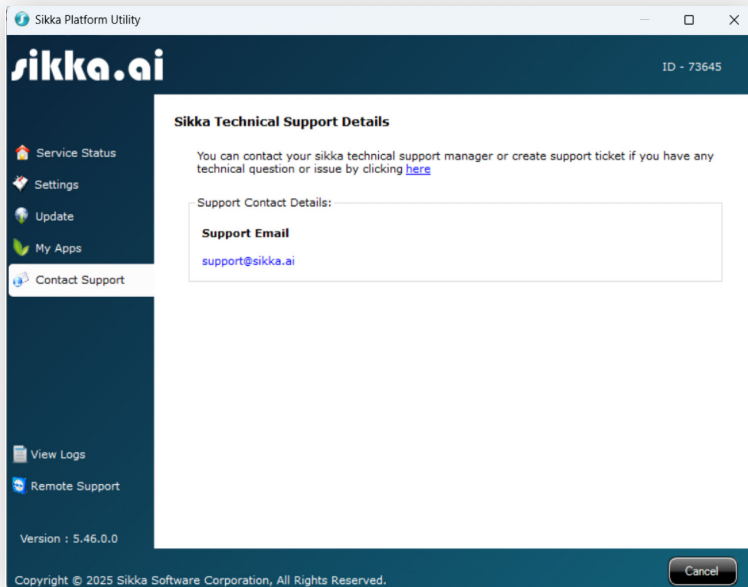 Sikka Platform Utility
sikka.ai
ID - 73645
Service Status
Settings
Update
My Apps
Contact Support
View Logs
Remote Support
Version : 5.46.0.0
Sikka Technical Support Details
You can contact your sikka technical support manager or create support ticket if you have any
technical question or issue by clicking here
Support Contact Details:
Support Email
support@sikka.ai
Copyright © 2025 Sikka Software Corporation, All Rights Reserved.
Cancel